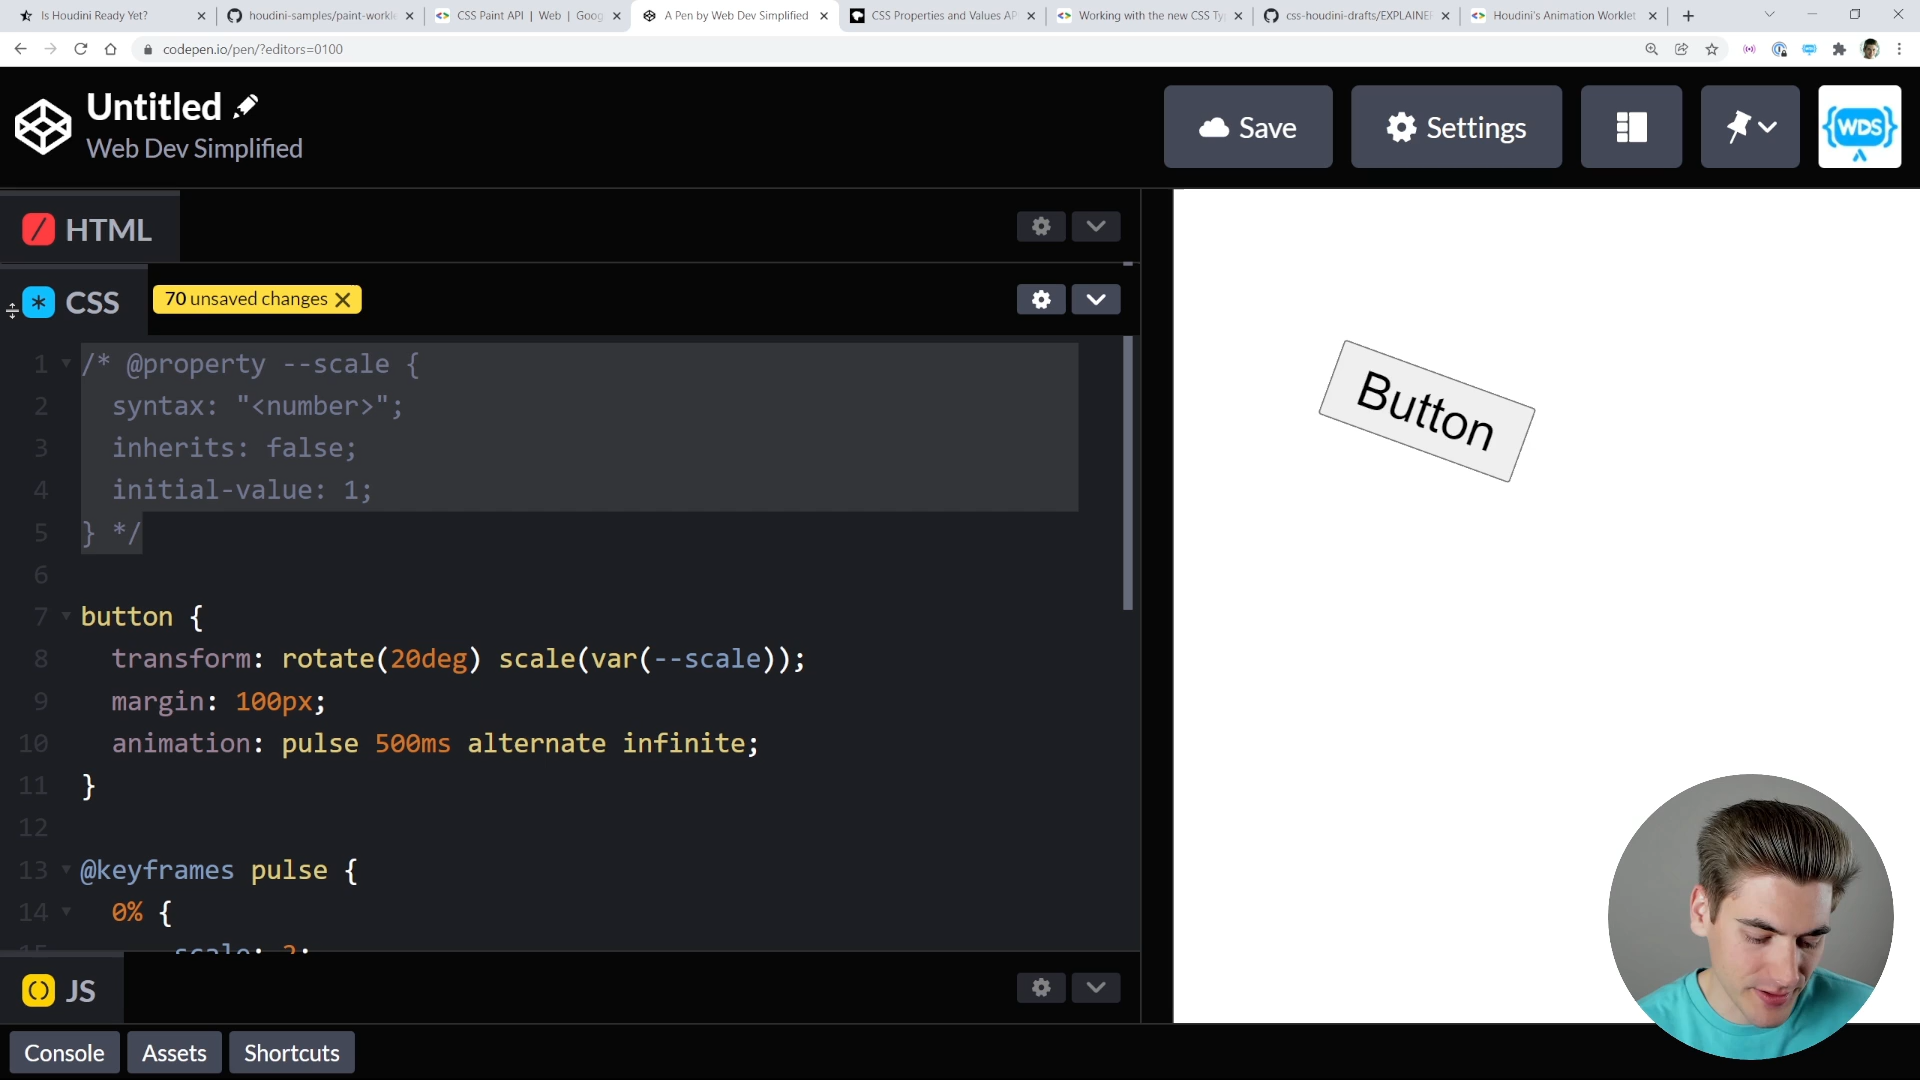 Is Houdini Ready Yet?
houdini-samples/paint-workle
CSS Paint API | Web | Goog
A Pen by Web Dev Simplified
CSS Properties and Values AP
Working with the new CSS Ty
css-houdini-drafts/EXPLAINER
Houdini's Animation Worklet
codepen.io/pen/?editors=0100
Untitled
Web Dev Simplified
Save
Settings
{WDS}
HTML
CSS
70 unsaved changes
1 /* @property --scale {
2 syntax: "<number>";
3 inherits: false;
4 initial-value: 1;
5 } */
6
7 button {
8 transform: rotate(20deg) scale(var(--scale));
9 margin: 100px;
10 animation: pulse 500ms alternate infinite;
11 }
12
13 @keyframes pulse {
14 0% {
15 scale: 2;
Button
JS
Console
Assets
Shortcuts